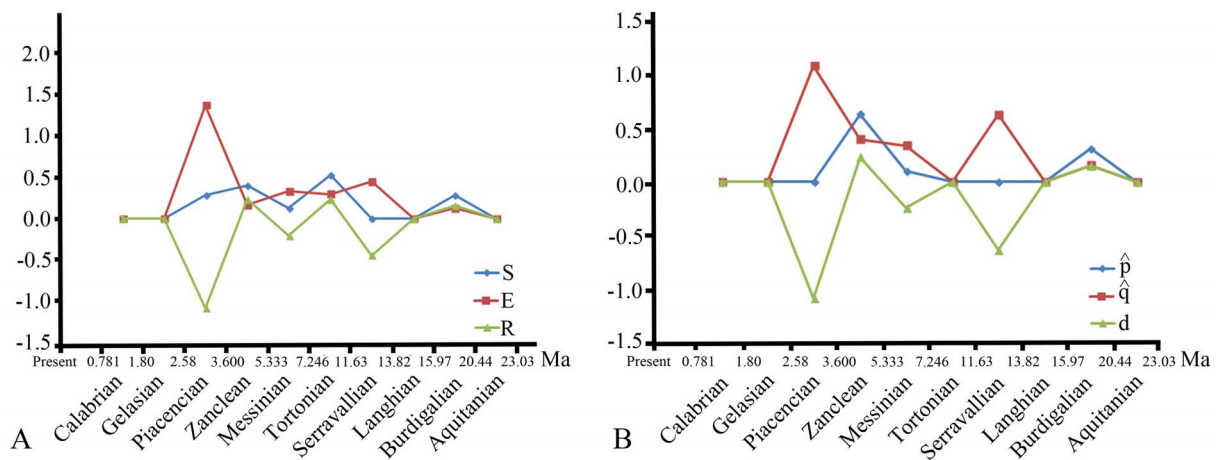 2.0
1.5
1.0
0.5
0.0
-0.5
-1.0
-1.5
S
E
R
Present 0.781 1.80 2.58 3.600 5.333 7.246 11.63 13.82 15.97 20.44 23.03 Ma
Calabrian
Gelasian
Piacencian
Zanclean
Messinian
Tortonian
Serravallian
Langhian
Burdigalian
Aquitanian
A
1.5
1.0
0.5
0.0
-0.5
-1.0
-1.5
p̂
q̂
d
Present 0.781 1.80 2.58 3.600 5.333 7.246 11.63 13.82 15.97 20.44 23.03 Ma
Calabrian
Gelasian
Piacencian
Zanclean
Messinian
Tortonian
Serravallian
Langhian
Burdigalian
Aquitanian
B